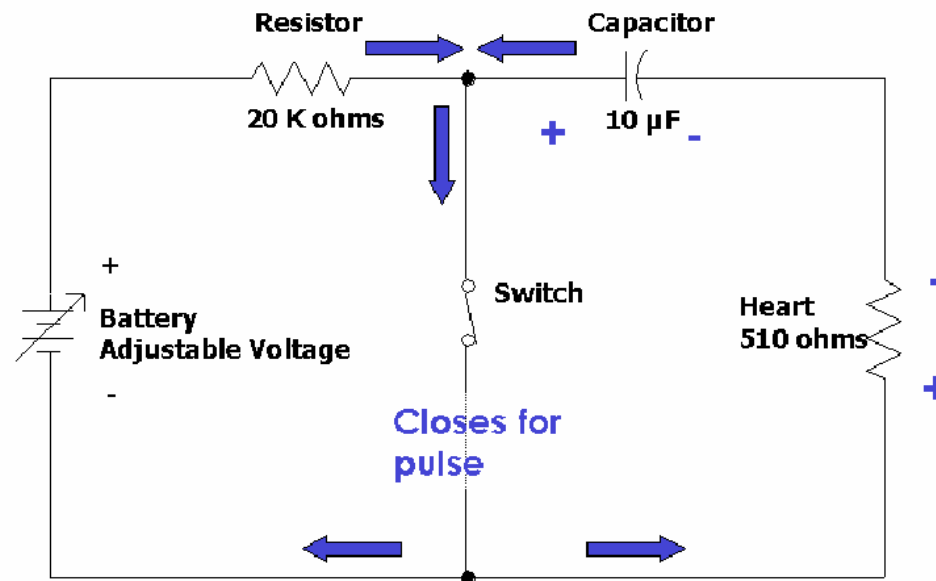 Resistor
Capacitor
20 K ohms
10 µF
+
-
+
Switch
Battery
Adjustable Voltage
-
Heart
510 ohms
-
+
Closes for
pulse